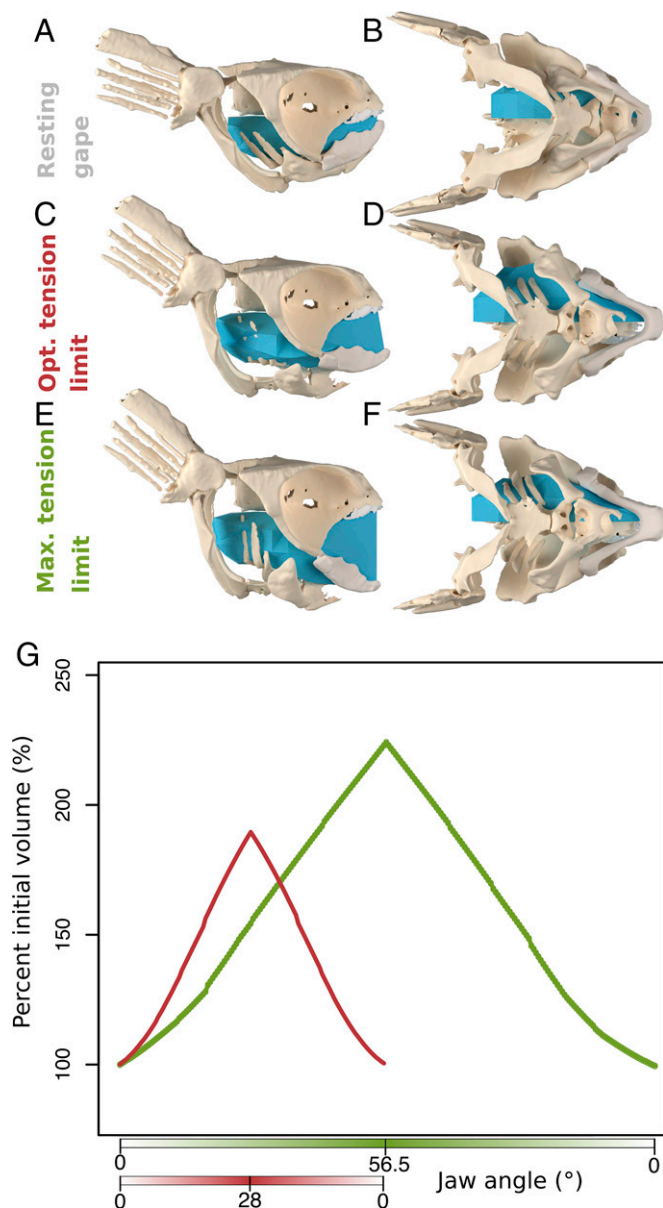 A
B
Resting
gape
C
D
Opt. tension
limit
E
F
Max. tension
limit
G
250
200
150
100
Percent initial volume (%)
0
56.5
0
Jaw angle (°)
0
28
0